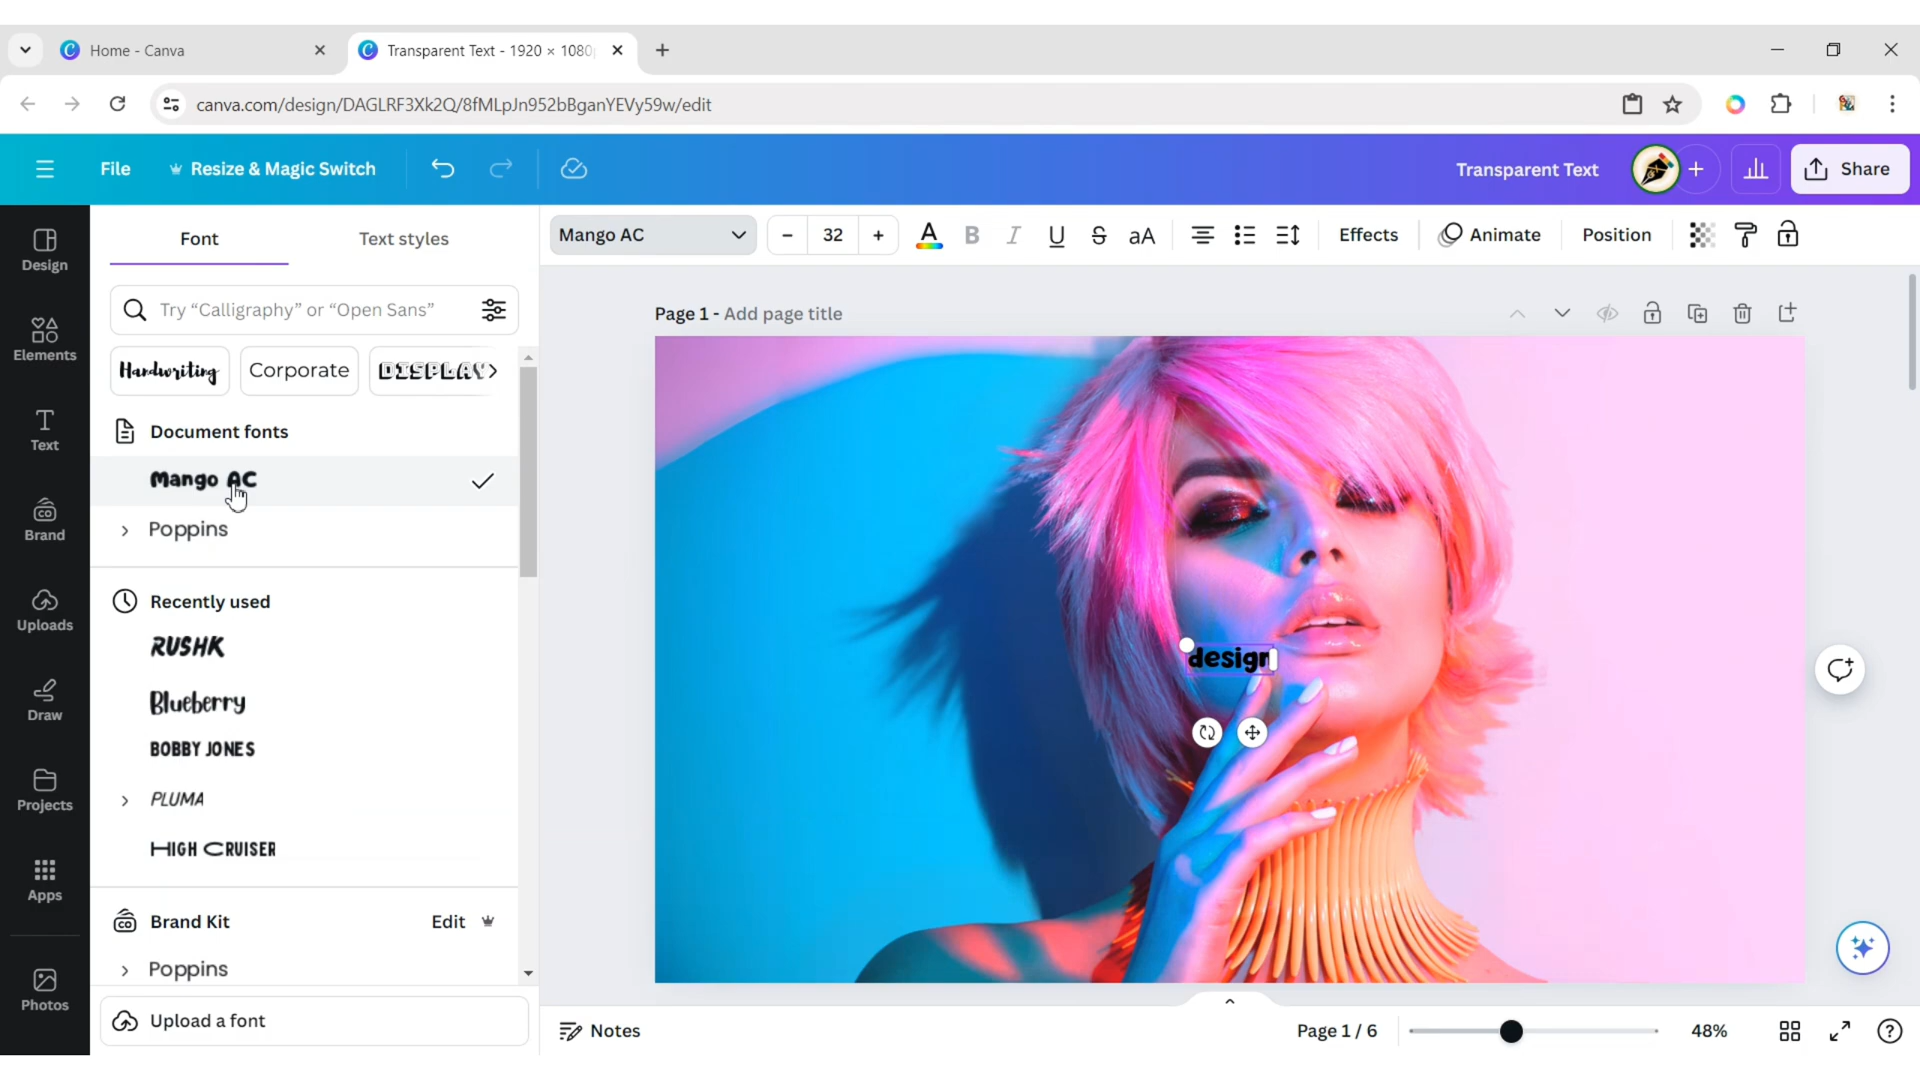 Home - Canva
Transparent Text - 1920 × 1080
canva.com/design/DAGLRF3Xk2Q/8fMLpJn952bBganYEVy59w/edit
File
Resize & Magic Switch
Transparent Text
Share
Design
Elements
Text
Brand
Uploads
Draw
Projects
Apps
Photos
Font
Text styles
Try “Calligraphy” or “Open Sans”
Handwriting
Corporate
DISPLAY
Document fonts
Mango AC
Poppins
Recently used
RUSHK
Blueberry
BOBBY JONES
PLUMA
HIGH CRUISER
Brand Kit
Edit
Poppins
Upload a font
Mango AC
- 32 +
A B I U S aA
Effects
Animate
Position
Page 1 - Add page title
design
Notes
Page 1 / 6
48%